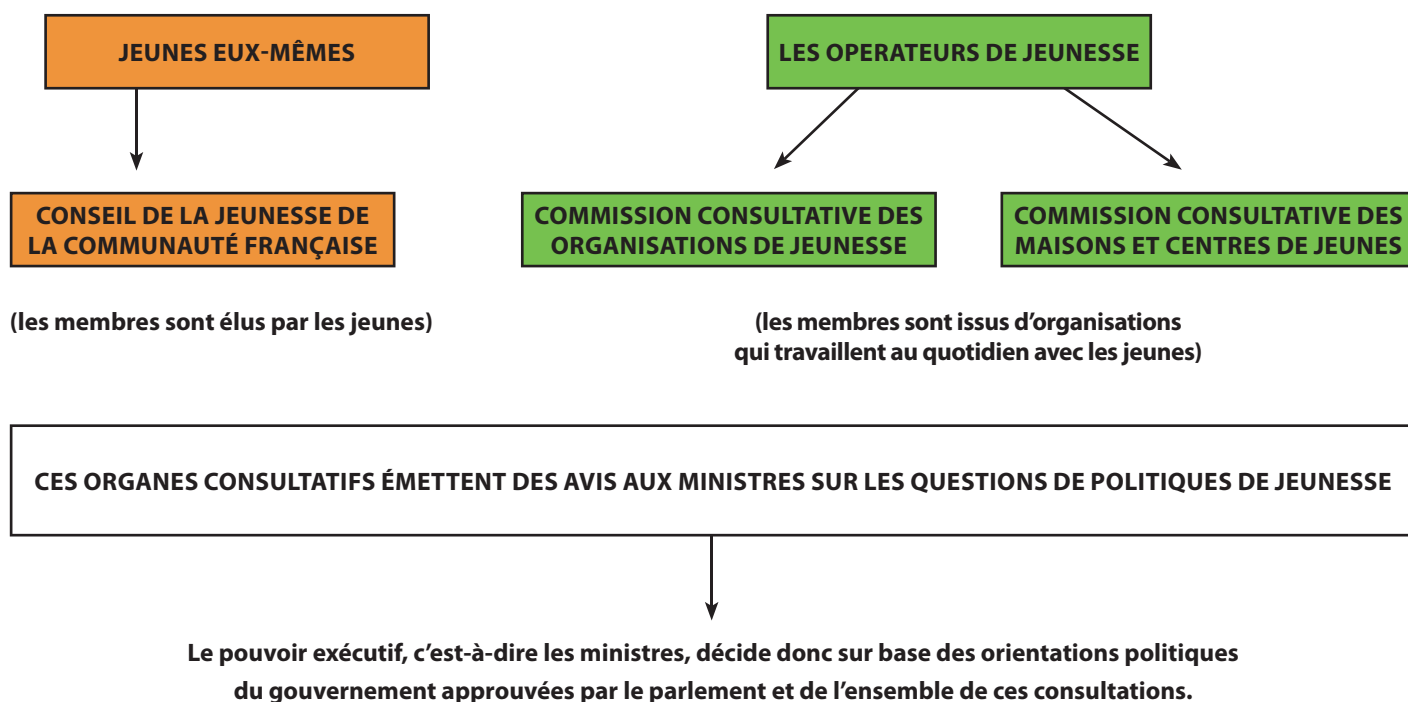 JEUNES EUX-MÊMES
LES OPERATEURS DE JEUNESSE
CONSEIL DE LA JEUNESSE DE
LA COMMUNAUTÉ FRANÇAISE
COMMISSION CONSULTATIVE DES
ORGANISATIONS DE JEUNESSE
COMMISSION CONSULTATIVE DES
MAISONS ET CENTRES DE JEUNES
(les membres sont élus par les jeunes)
(les membres sont issus d’organisations
qui travaillent au quotidien avec les jeunes)
CES ORGANES CONSULTATIFS ÉMETTENT DES AVIS AUX MINISTRES SUR LES QUESTIONS DE POLITIQUES DE JEUNESSE
Le pouvoir exécutif, c’est-à-dire les ministres, décide donc sur base des orientations politiques
du gouvernement approuvées par le parlement et de l’ensemble de ces consultations.